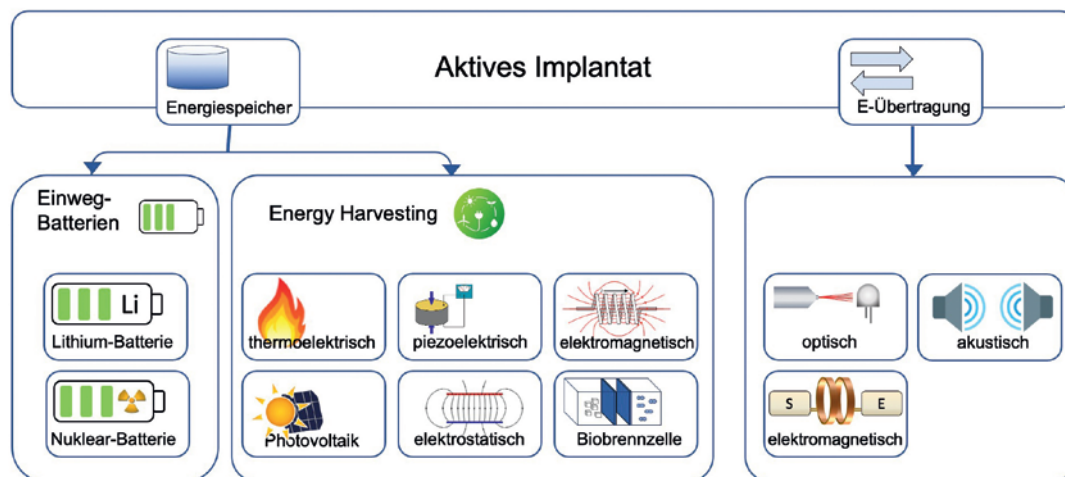 Aktives Implantat
Energiespeicher
E-Übertragung
Einweg-
Batterien
Energy Harvesting
Li
Lithium-Batterie
thermoelektrisch
piezoelektrisch
elektromagnetisch
optisch
akustisch
Nuklear-Batterie
Photovoltaik
elektrostatisch
Biobrennzelle
S
E
elektromagnetisch